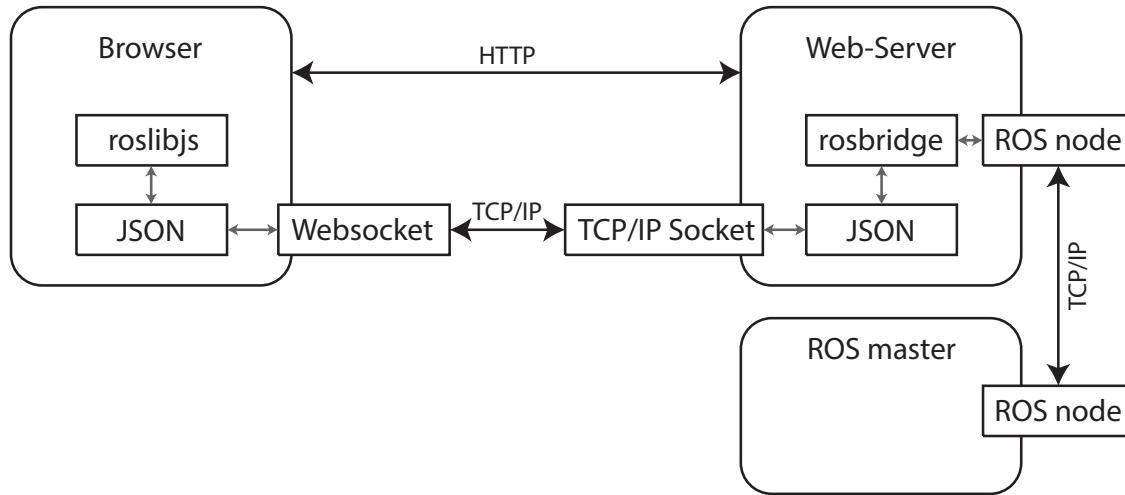 Browser
HTTP
Web-Server
roslibjs
rosbridge
ROS node
JSON
Websocket
TCP/IP
TCP/IP Socket
JSON
TCP/IP
ROS master
ROS node